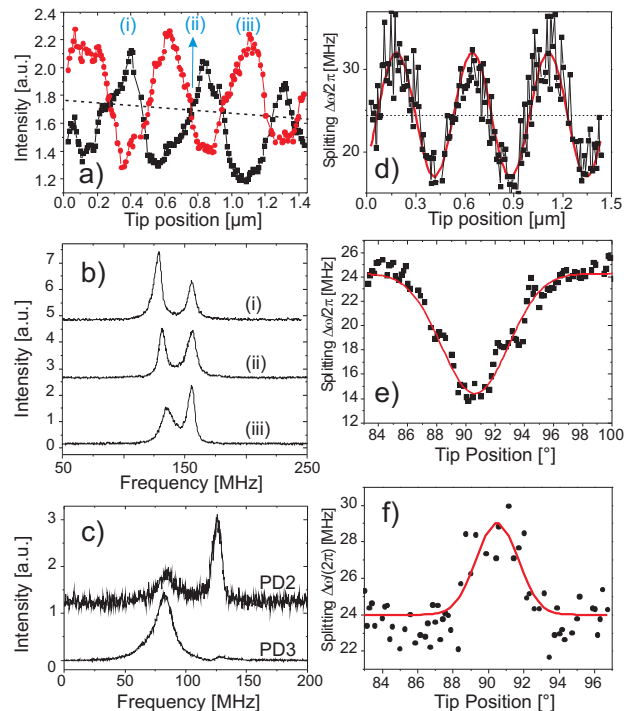 (i) (ii) (iii)
2.4
2.2
2.0
1.8
1.6
1.4
1.2
Intensity [a.u.]
a)
0.0 0.2 0.4 0.6 0.8 1.0 1.2 1.4
Tip position [µm]
30
20
Splitting Δω/2π [MHz]
d)
0.0 0.3 0.6 0.9 1.2 1.5
Tip position [µm]
7
6
5
4
3
2
1
0
Intensity [a.u.]
b)
(i)
(ii)
(iii)
50 100 150 200 250
Frequency [MHz]
26
24
22
20
18
16
14
12
Splitting Δω/2π [MHz]
e)
84 86 88 90 92 94 96 98 100
Tip Position [°]
3
2
1
0
Intensity [a.u.]
c)
PD2
PD3
0 50 100 150 200
Frequency [MHz]
30
28
26
24
22
Splitting Δω/(2π) [MHz]
f)
84 86 88 90 92 94 96
Tip Position [°]